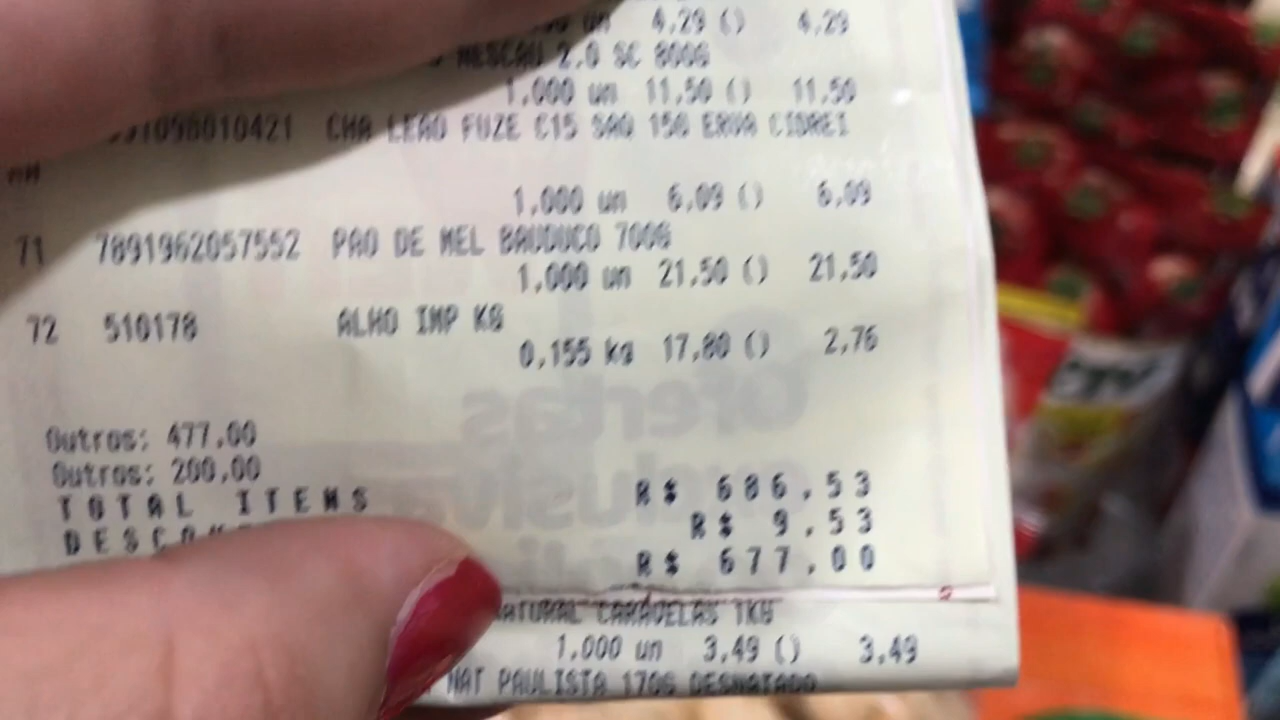 un 4,29 () 4,29
NESCAU 2.0 SC 800G
1,000 un 11,50 () 11,50
CHA LEAO FUZE C15 SAQ 15G ERVA CIDREI
1,000 un 6,09 () 6,09
71 7891962057552 PAO DE MEL BAUDUCO 700G
1,000 un 21,50 () 21,50
72 510178 ALHO IMP KG
0,155 kg 17,80 () 2,76
Outros: 477,00
Outros: 200,00
TOTAL ITENS R$ 686,53
R$ 9,53
R$ 677,00
NATURAL CARAVELAS 1KG
1,000 un 3,49 () 3,49
NAT PAULISTA 170G DESNATADO
Ofertas